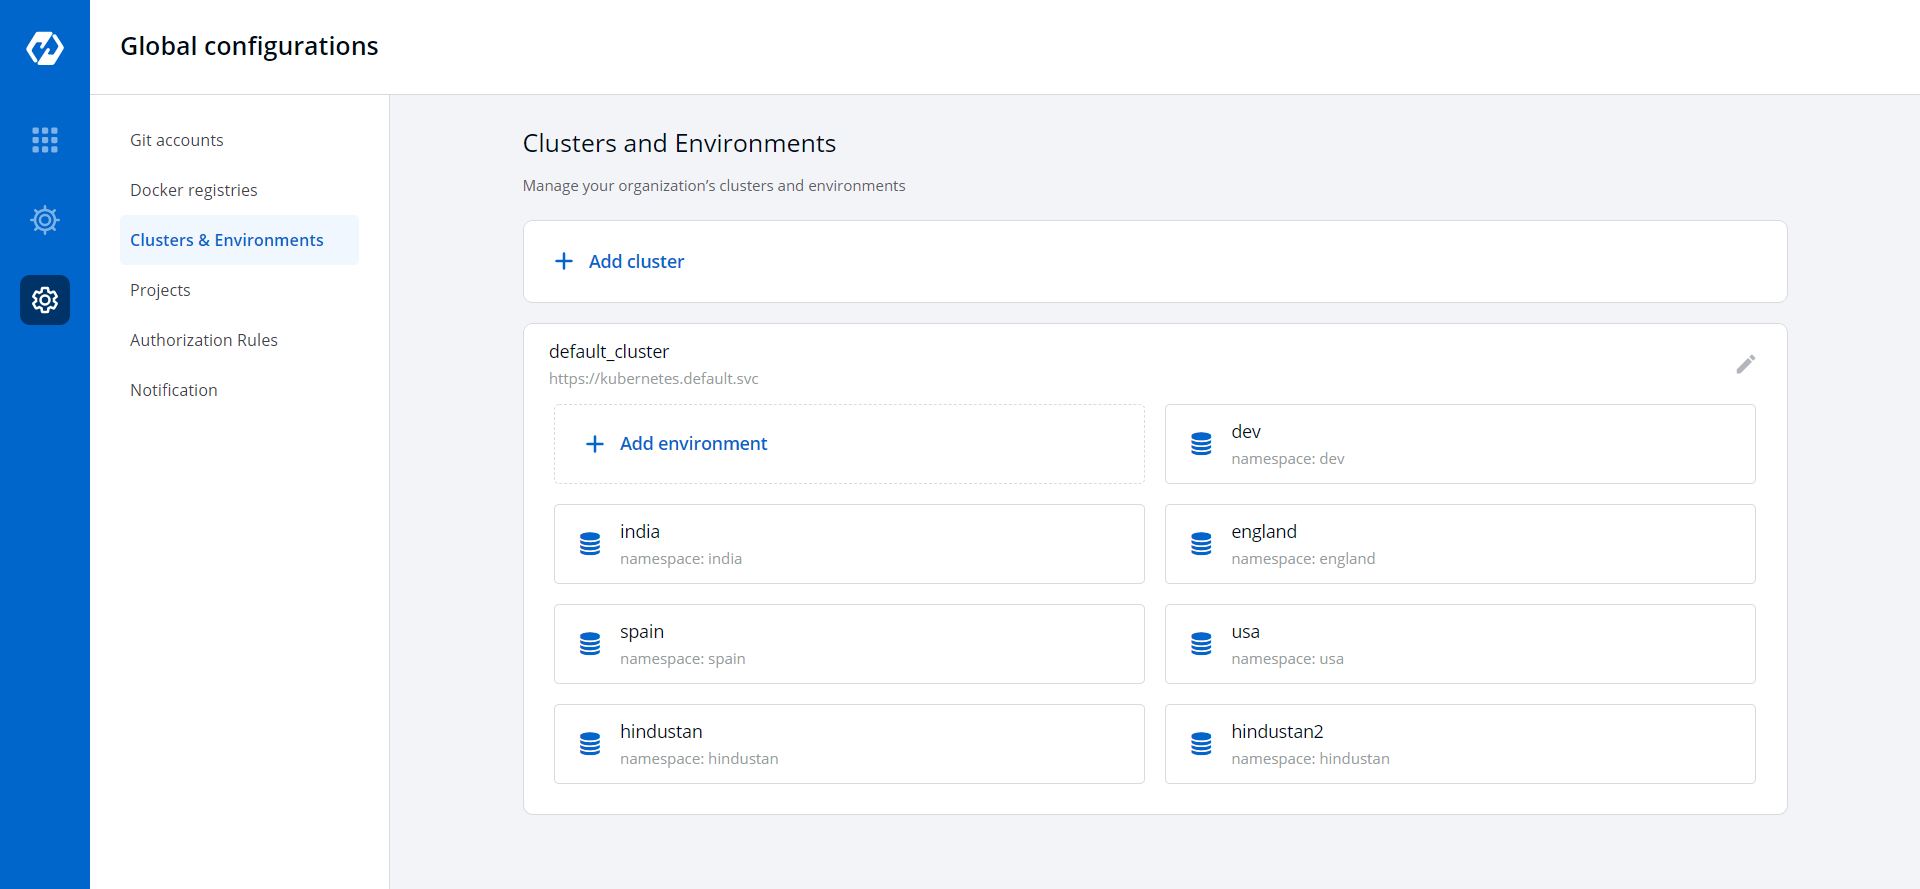 Global configurations
Git accounts
Docker registries
Clusters & Environments
Projects
Authorization Rules
Notification
Clusters and Environments
Manage your organization’s clusters and environments
Add cluster
default_cluster
https://kubernetes.default.svc
Add environment
dev
namespace: dev
india
namespace: india
england
namespace: england
spain
namespace: spain
usa
namespace: usa
hindustan
namespace: hindustan
hindustan2
namespace: hindustan